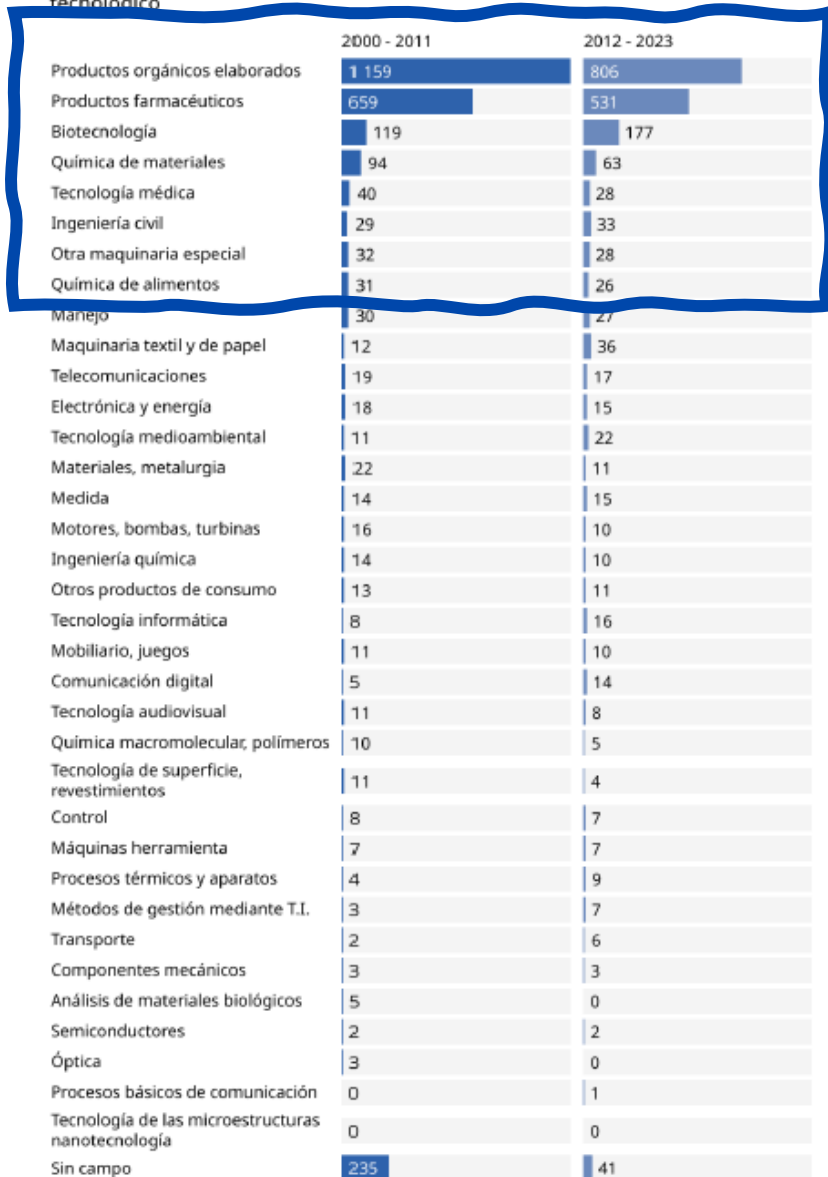 tecnológico
2000 - 2011 2012 - 2023
Productos orgánicos elaborados 1 159 806
Productos farmacéuticos 659 531
Biotecnología 119 177
Química de materiales 94 63
Tecnología médica 40 28
Ingeniería civil 29 33
Otra maquinaria especial 32 28
Química de alimentos 31 26
Manejo 30 27
Maquinaria textil y de papel 12 36
Telecomunicaciones 19 17
Electrónica y energía 18 15
Tecnología medioambiental 11 22
Materiales, metalurgia 22 11
Medida 14 15
Motores, bombas, turbinas 16 10
Ingeniería química 14 10
Otros productos de consumo 13 11
Tecnología informática 8 16
Mobiliario, juegos 11 10
Comunicación digital 5 14
Tecnología audiovisual 11 8
Química macromolecular, polímeros 10 5
Tecnología de superficie,
revestimientos 11 4
Control 8 7
Máquinas herramienta 7 7
Procesos térmicos y aparatos 4 9
Métodos de gestión mediante T.I. 3 7
Transporte 2 6
Componentes mecánicos 3 3
Análisis de materiales biológicos 5 0
Semiconductores 2 2
Óptica 3 0
Procesos básicos de comunicación 0 1
Tecnología de las microestructuras
nanotecnología 0 0
Sin campo 235 41